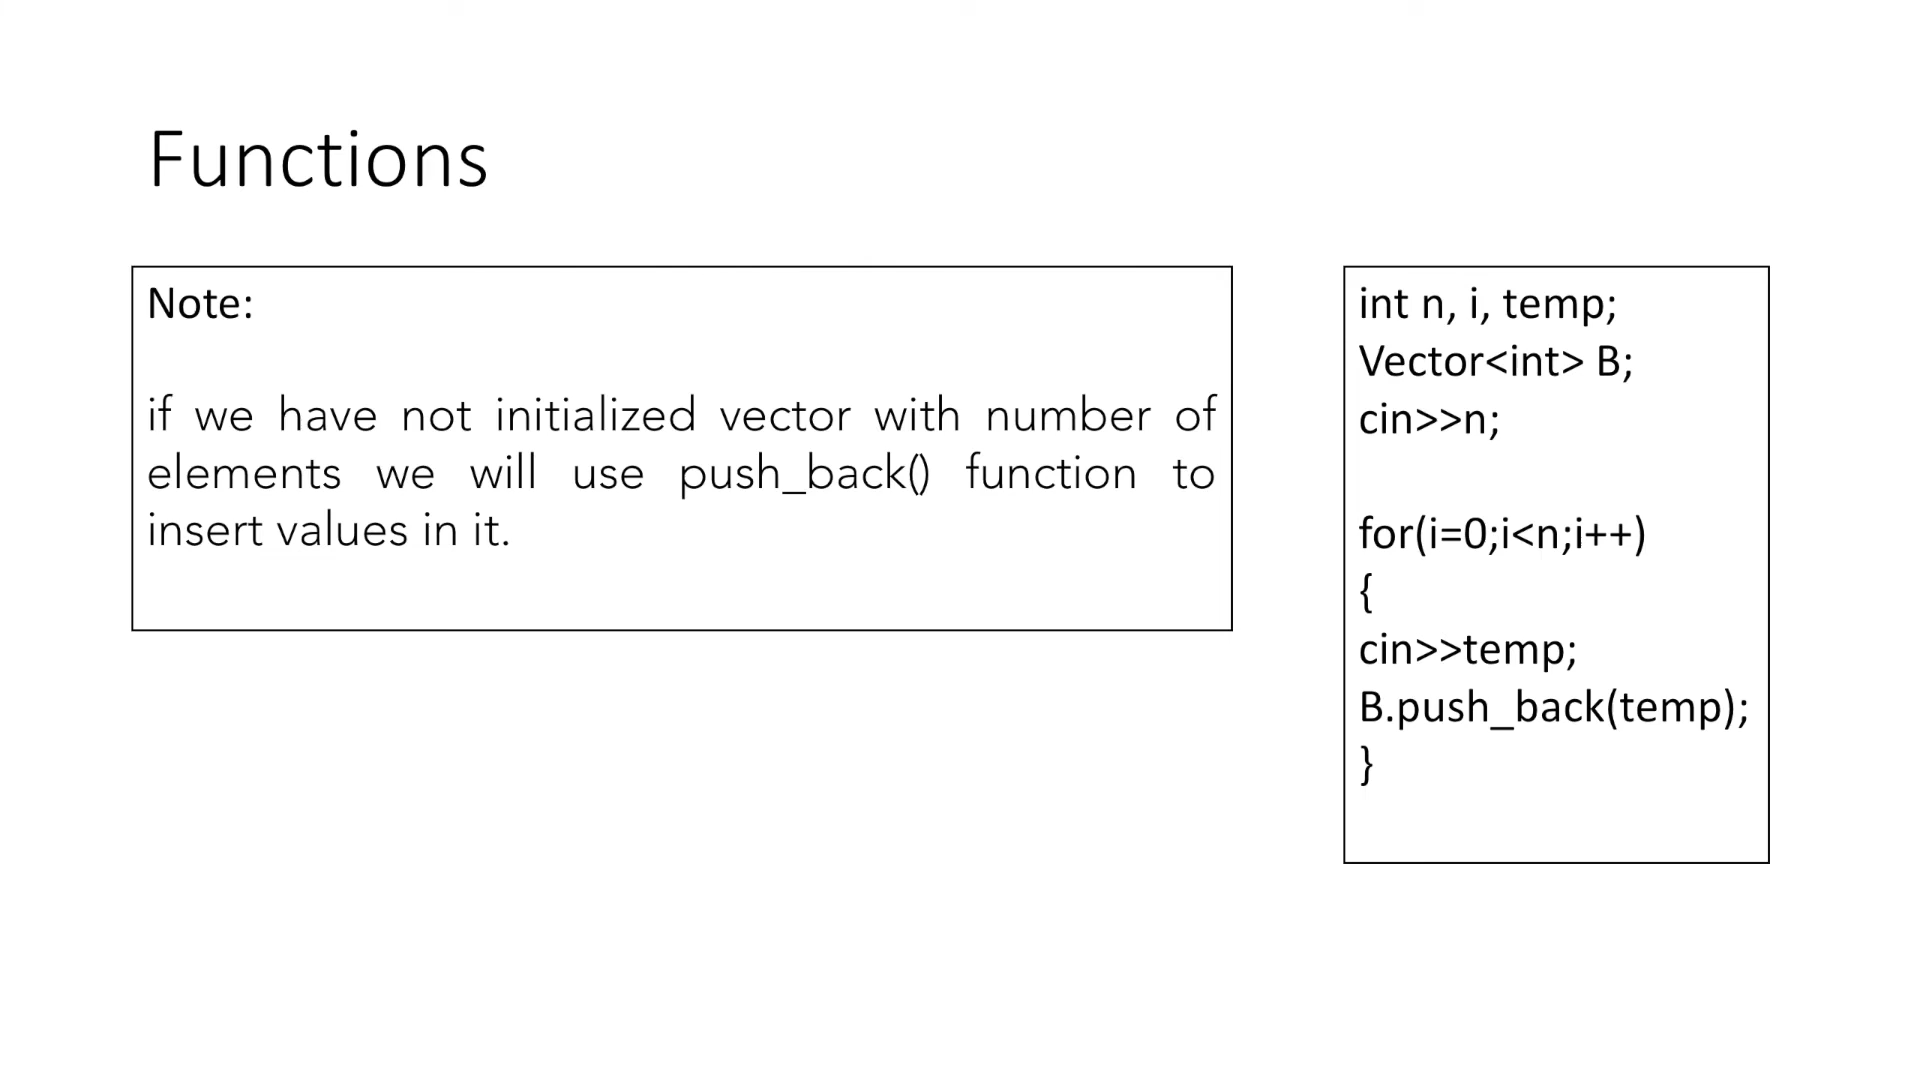 Functions
Note:
if we have not initialized vector with number of
elements we will use push_back() function to
insert values in it.
int n, i, temp;
Vector<int> B;
cin>>n;
for(i=0;i<n;i++)
{
cin>>temp;
B.push_back(temp);
}